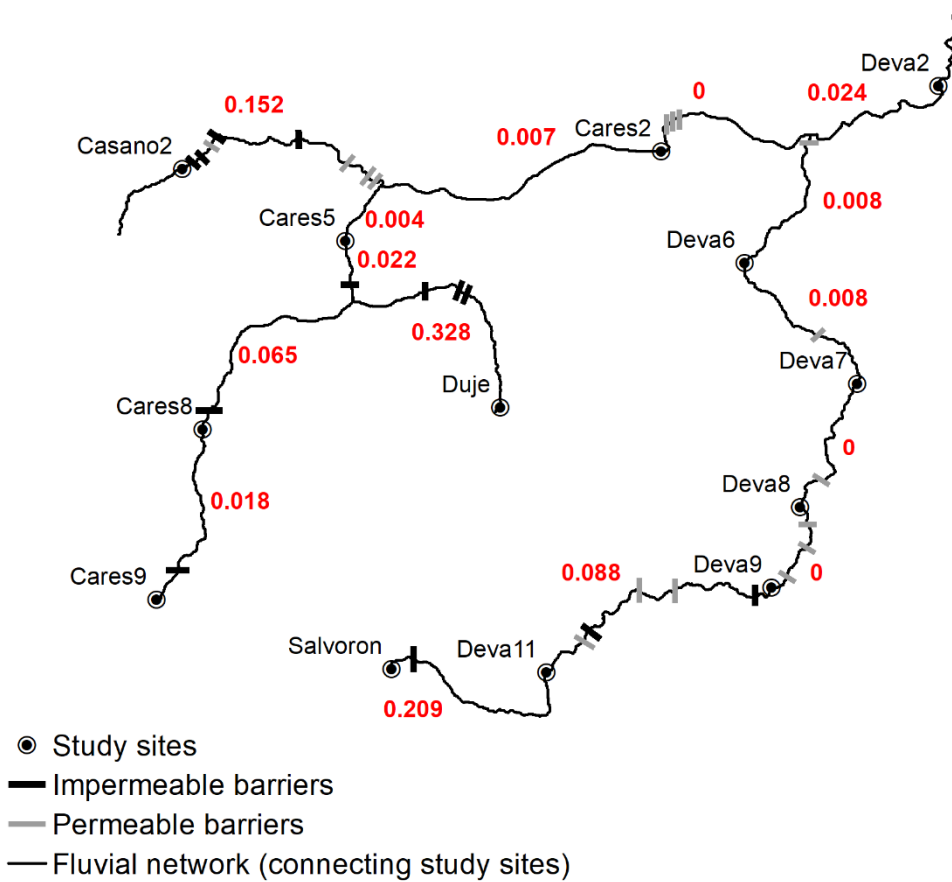 Deva2
0
0.024
0.152
Cares2
0.007
Casano2
0.008
Cares5
0.004
Deva6
0.022
0.008
0.328
0.065
Deva7
Duje
Cares8
0
Deva8
0.018
Deva9
0
0.088
Cares9
Salvoron
Deva11
0.209
Study sites
Impermeable barriers
Permeable barriers
Fluvial network (connecting study sites)